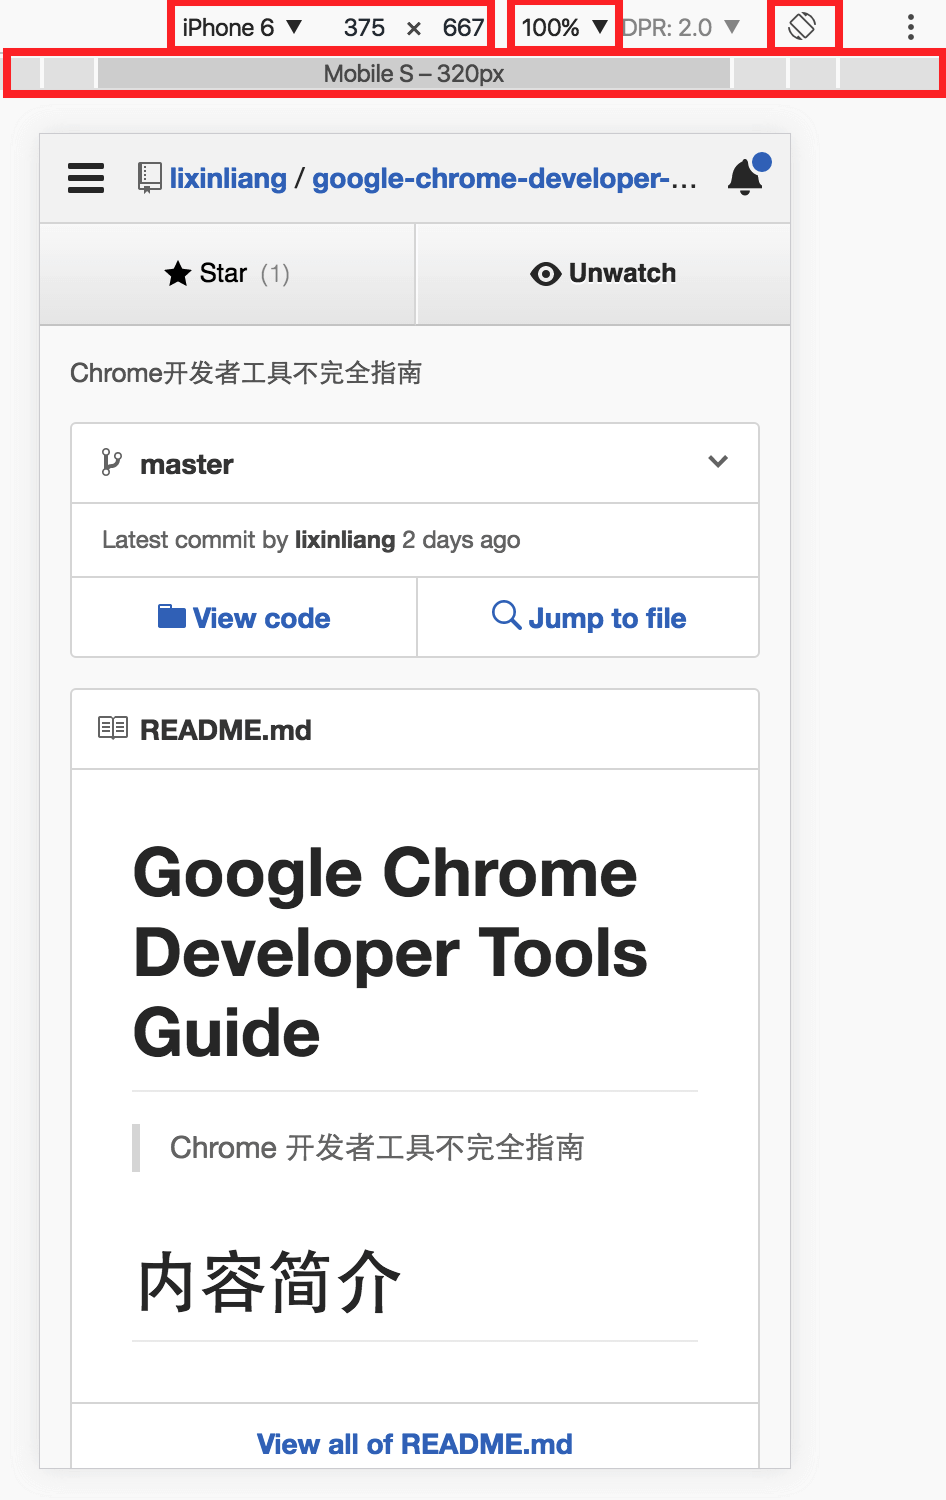 iPhone 6 ▼ 375 × 667 100% ▼ DPR: 2.0 ▼
Mobile S – 320px
lixinliang / google-chrome-developer-...
Star (1) Unwatch
Chrome开发者工具不完全指南
master
Latest commit by lixinliang 2 days ago
View code Jump to file
README.md
Google Chrome
Developer Tools
Guide
Chrome 开发者工具不完全指南
内容简介
View all of README.md